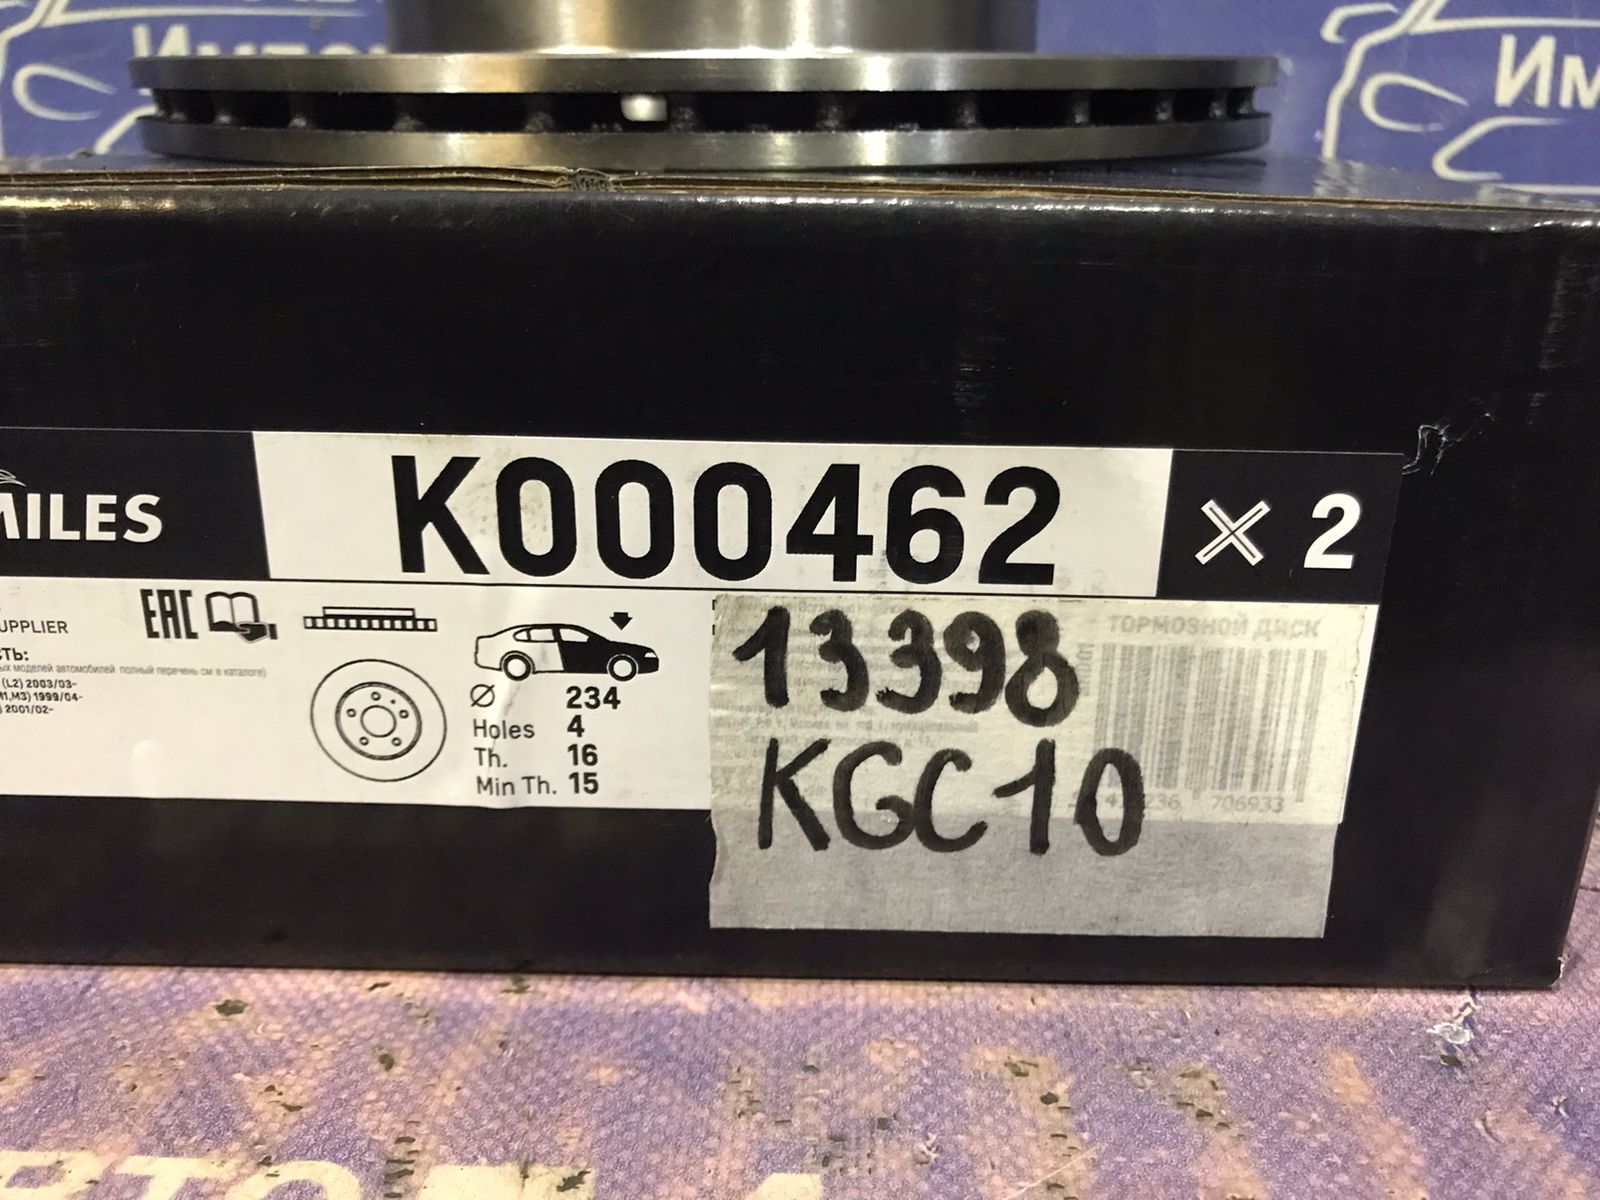 Им
MILES
K000462
× 2
EAC
UPPLIER
СТЬ:
ых моделей автомобилей полный перечень см в каталоге)
(L2) 2003/03-
M1,M3) 1999/04-
) 2001/02-
Ø 234
Holes 4
Th. 16
Min Th. 15
ТОРМОЗНОЙ ДИСК
706933
13398
KGC10